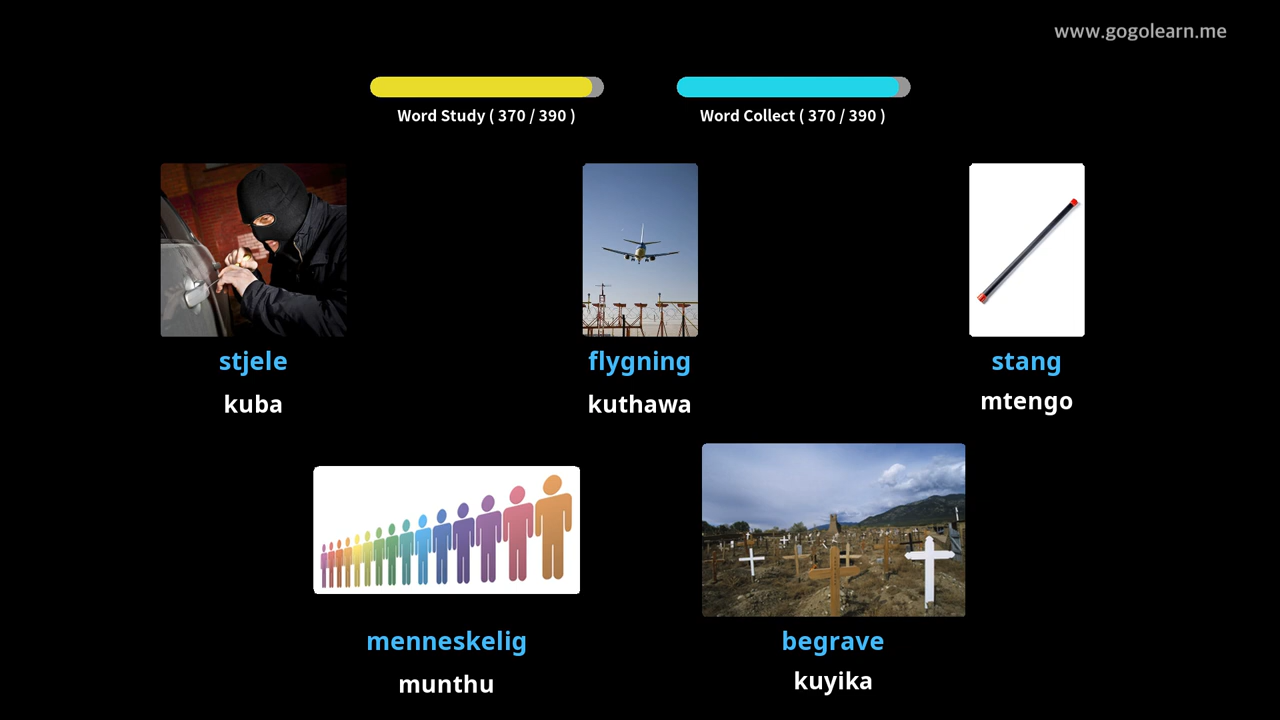 www.gogolearn.me
Word Study ( 370 / 390 )
Word Collect ( 370 / 390 )
stjele
kuba
flygning
kuthawa
stang
mtengo
menneskelig
munthu
begrave
kuyika